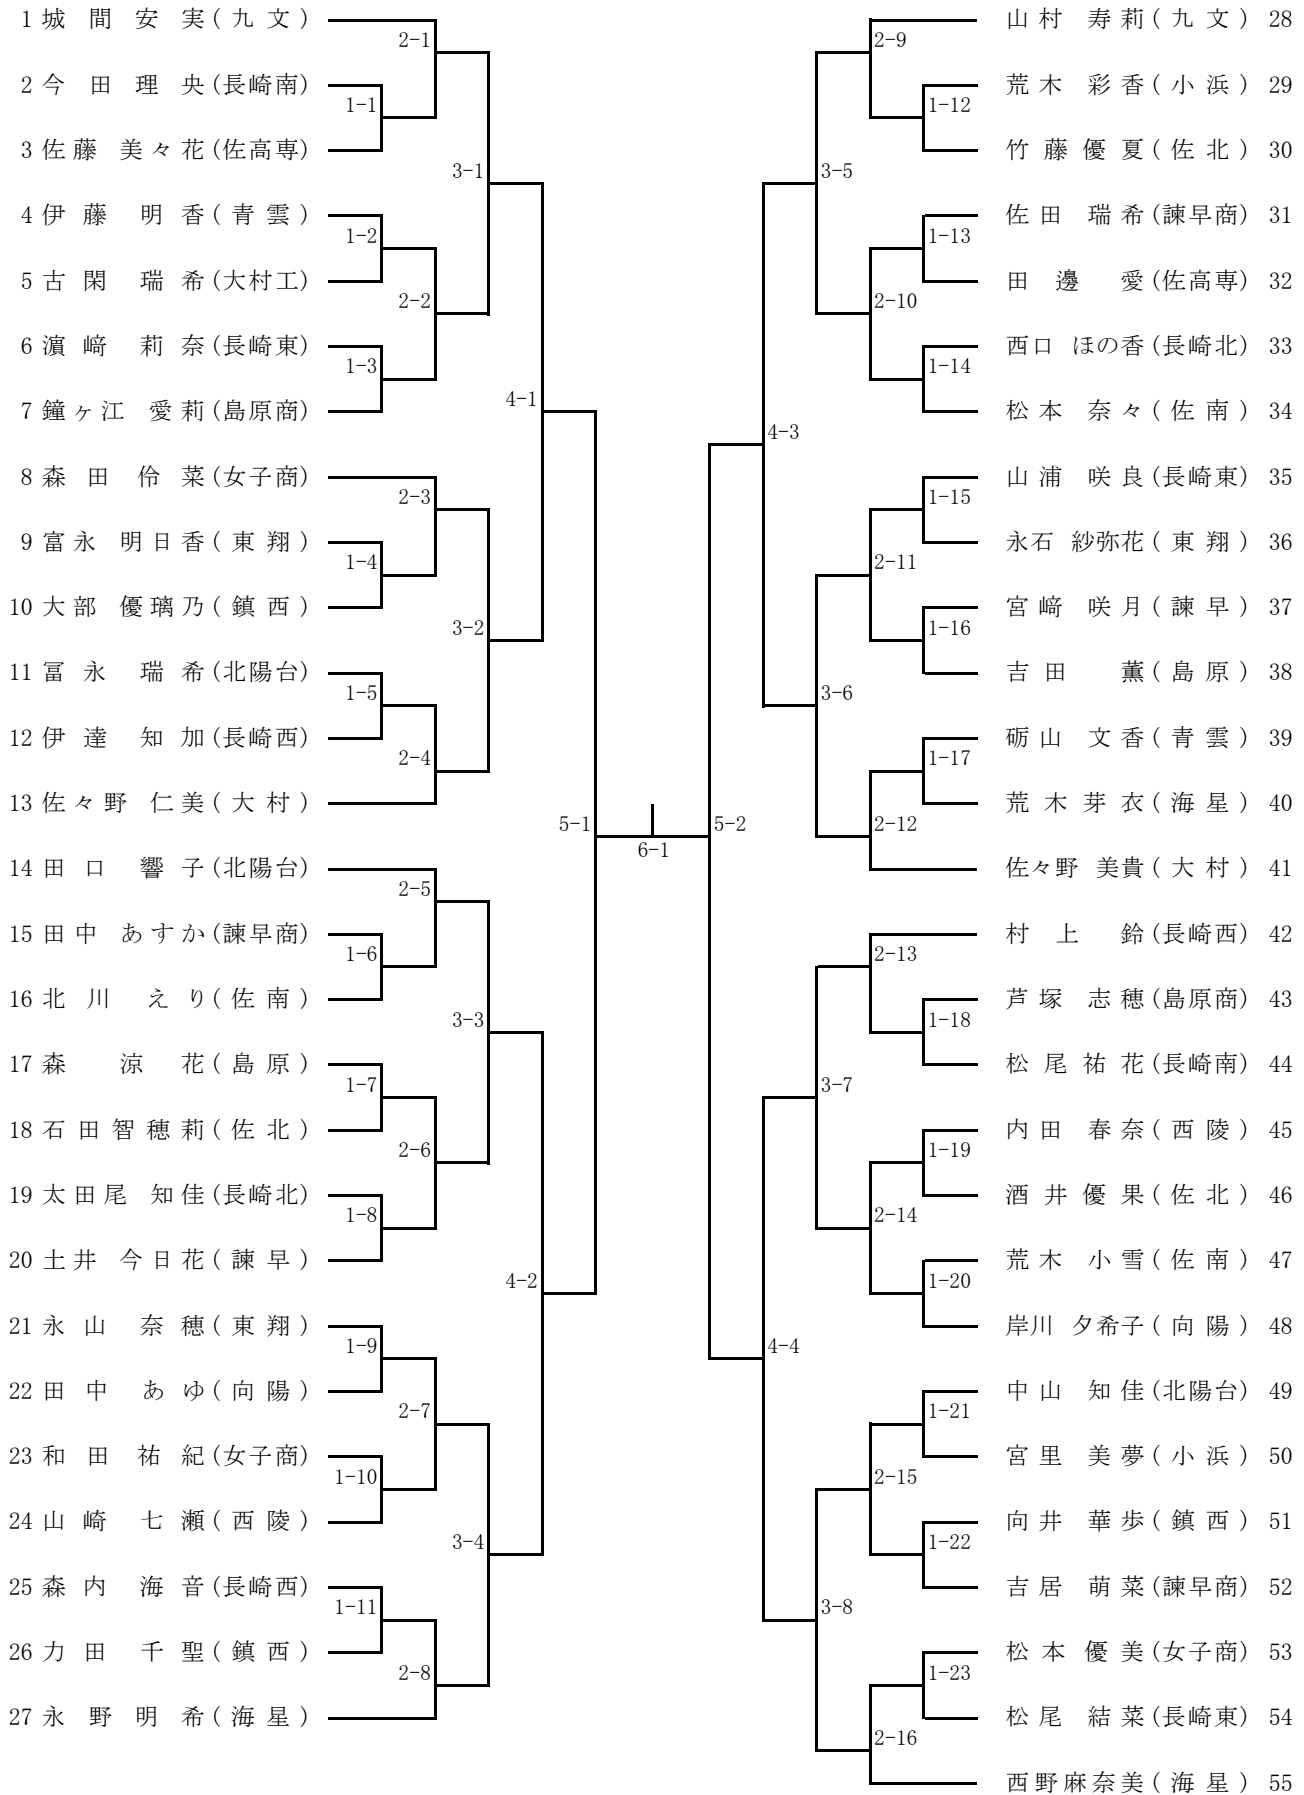 1 城間安実(九文)
2-1
2 今田理央(長崎南)
1-1
3 佐藤美々花(佐高専)
3-1
4 伊藤明香(青雲)
1-2
5 古閑瑞希(大村工)
2-2
6 濵﨑莉奈(長崎東)
1-3
7 鐘ヶ江愛莉(島原商)
4-1
8 森田伶菜(女子商)
2-3
9 富永明日香(東翔)
1-4
10 大部優璃乃(鎮西)
3-2
11 冨永瑞希(北陽台)
1-5
12 伊達知加(長崎西)
2-4
13 佐々野仁美(大村)
5-1
14 田口響子(北陽台)
2-5
15 田中あすか(諫早商)
1-6
16 北川えり(佐南)
3-3
17 森涼花(島原)
1-7
18 石田智穂莉(佐北)
2-6
19 太田尾知佳(長崎北)
1-8
20 土井今日花(諫早)
4-2
21 永山奈穂(東翔)
1-9
22 田中あゆ(向陽)
2-7
23 和田祐紀(女子商)
1-10
24 山崎七瀬(西陵)
3-4
25 森内海音(長崎西)
1-11
26 力田千聖(鎮西)
2-8
27 永野明希(海星)
6-1
山村寿莉(九文) 28
2-9
荒木彩香(小浜) 29
1-12
竹藤優夏(佐北) 30
3-5
佐田瑞希(諫早商) 31
1-13
田邊愛(佐高専) 32
2-10
西口ほの香(長崎北) 33
1-14
松本奈々(佐南) 34
4-3
山浦咲良(長崎東) 35
1-15
永石紗弥花(東翔) 36
2-11
宮﨑咲月(諫早) 37
1-16
吉田薫(島原) 38
3-6
砺山文香(青雲) 39
1-17
荒木芽衣(海星) 40
2-12
5-2
佐々野美貴(大村) 41
村上鈴(長崎西) 42
2-13
芦塚志穂(島原商) 43
1-18
松尾祐花(長崎南) 44
3-7
内田春奈(西陵) 45
1-19
酒井優果(佐北) 46
2-14
荒木小雪(佐南) 47
1-20
岸川夕希子(向陽) 48
4-4
中山知佳(北陽台) 49
1-21
宮里美夢(小浜) 50
2-15
向井華歩(鎮西) 51
1-22
吉居萌菜(諫早商) 52
3-8
松本優美(女子商) 53
1-23
松尾結菜(長崎東) 54
2-16
西野麻奈美(海星) 55